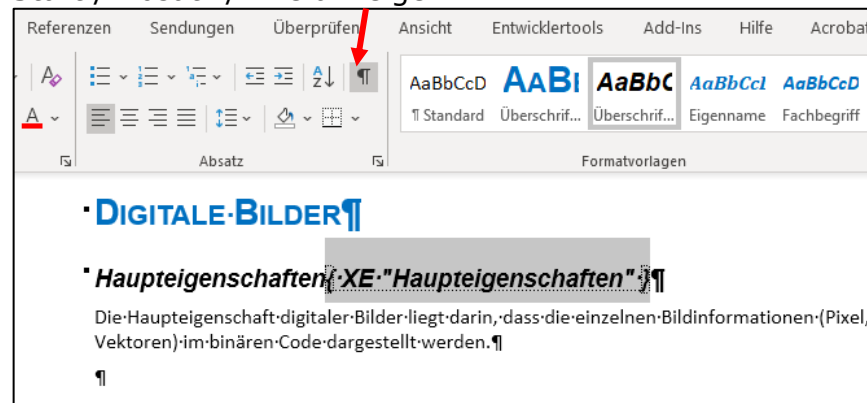 Referenzen Sendungen Überprüfen Ansicht Entwicklertools Add-Ins Hilfe Acrobat
AaBbCcD AABI AaBbC AaBbCcl AaBbCcD
¶ Standard Überschrif... Überschrif... Eigenname Fachbegriff
Absatz Formatvorlagen
DIGITALE·BILDER¶
Haupteigenschaften{·XE·"Haupteigenschaften"·}¶
Die·Haupteigenschaft·digitaler·Bilder·liegt·darin,·dass·die·einzelnen·Bildinformationen·(Pixel,
Vektoren)·im·binären·Code·dargestellt·werden.¶
¶